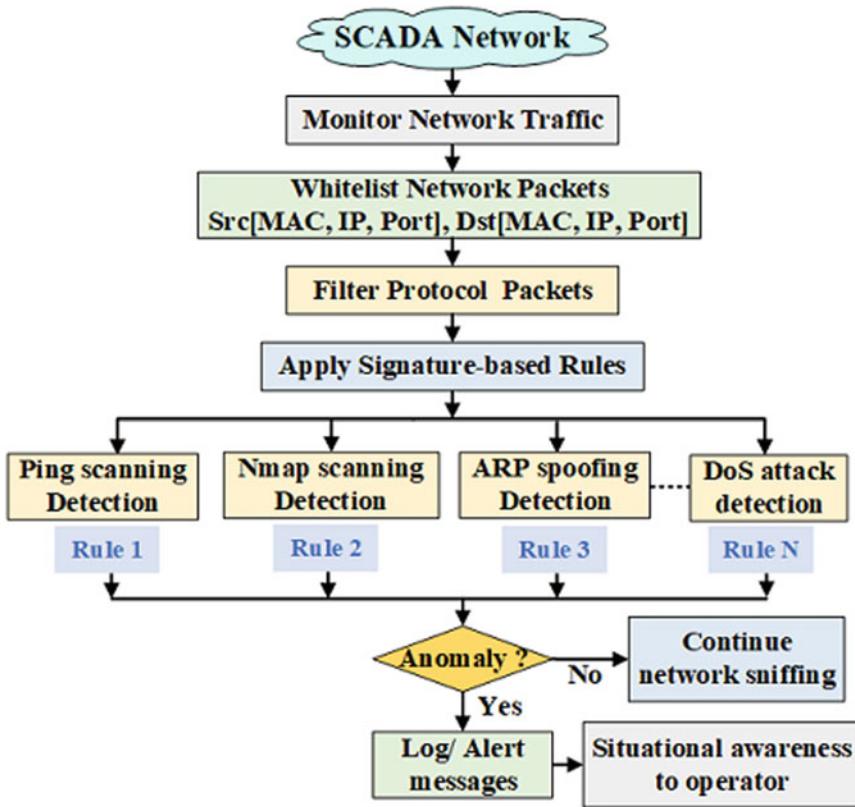 SCADA Network
Monitor Network Traffic
Whitelist Network Packets
Src[MAC, IP, Port], Dst[MAC, IP, Port]
Filter Protocol Packets
Apply Signature-based Rules
Ping scanning
Detection
Nmap scanning
Detection
ARP spoofing
Detection
DoS attack
detection
Rule 1
Rule 2
Rule 3
Rule N
Anomaly ?
No
Continue
network sniffing
Yes
Log/ Alert
messages
Situational awareness
to operator